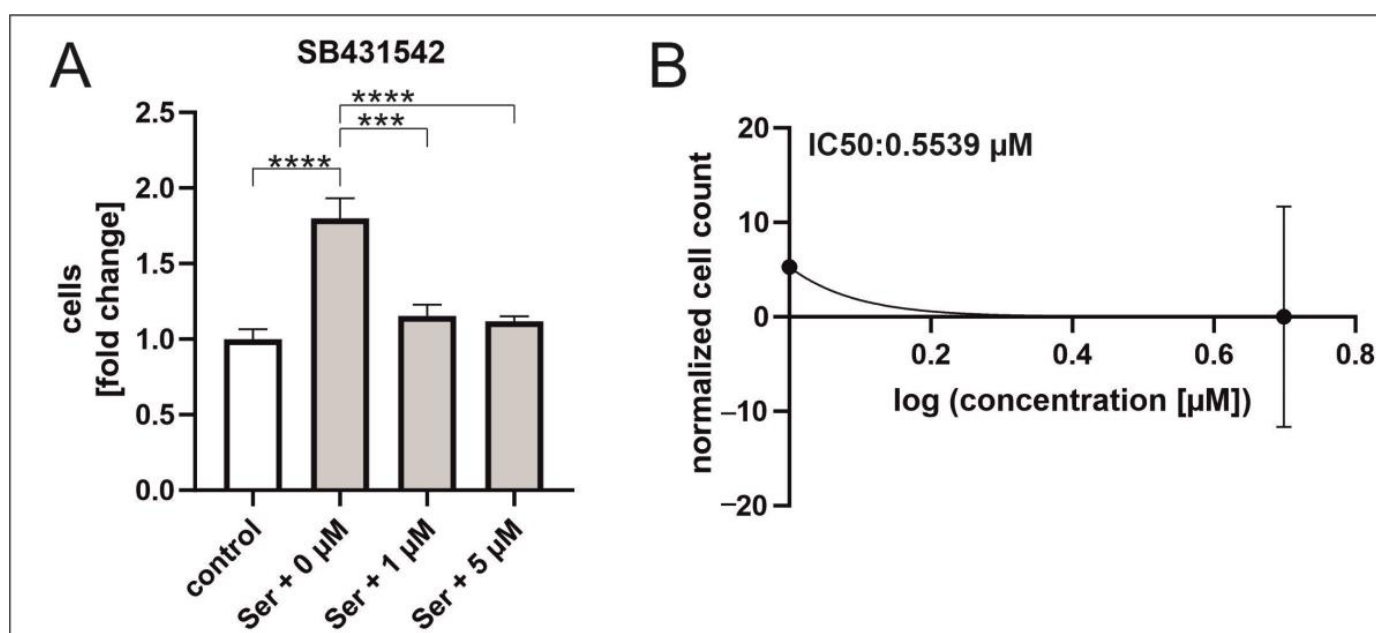 A
SB431542
****
***
****
2.5
2.0
1.5
1.0
0.5
0.0
cells
[fold change]
control
Ser + 0 µM
Ser + 1 µM
Ser + 5 µM
B
IC50:0.5539 µM
20
10
0
–10
–20
normalized cell count
0.2
0.4
0.6
0.8
log (concentration [µM])